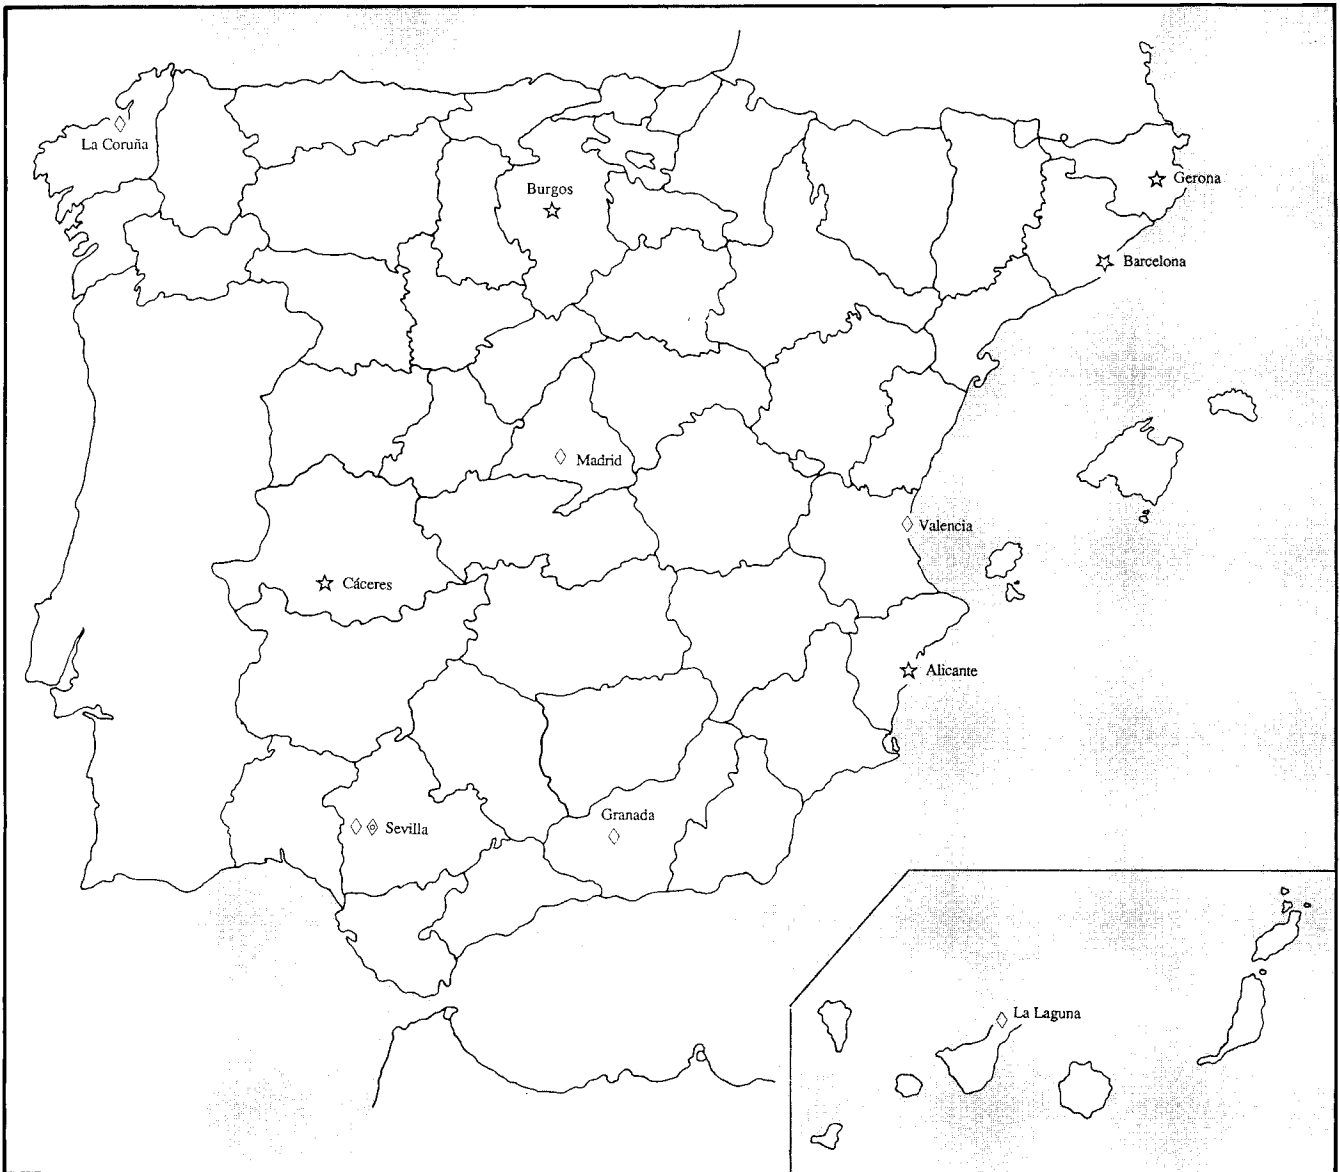 La Coruña
Burgos
Gerona
Barcelona
Madrid
Valencia
Cáceres
Alicante
Granada
Sevilla
La Laguna